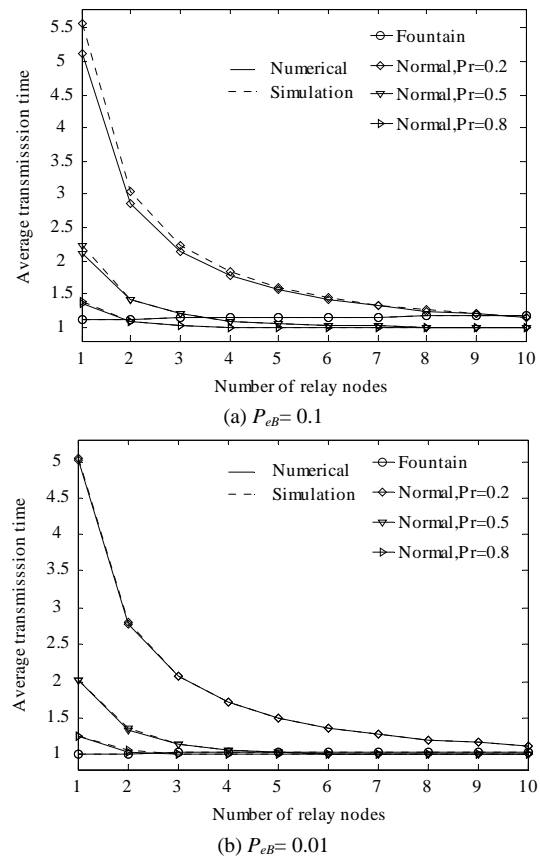 5.5
5
4.5
4
3.5
3
2.5
2
1.5
1
Average transmisssion time
Numerical
Simulation
Fountain
Normal,Pr=0.2
Normal,Pr=0.5
Normal,Pr=0.8
1 2 3 4 5 6 7 8 9 10
Number of relay nodes
(a) PeB= 0.1
5
4.5
4
3.5
3
2.5
2
1.5
1
Average transmisssion time
Numerical
Simulation
Fountain
Normal,Pr=0.2
Normal,Pr=0.5
Normal,Pr=0.8
1 2 3 4 5 6 7 8 9 10
Number of relay nodes
(b) PeB= 0.01